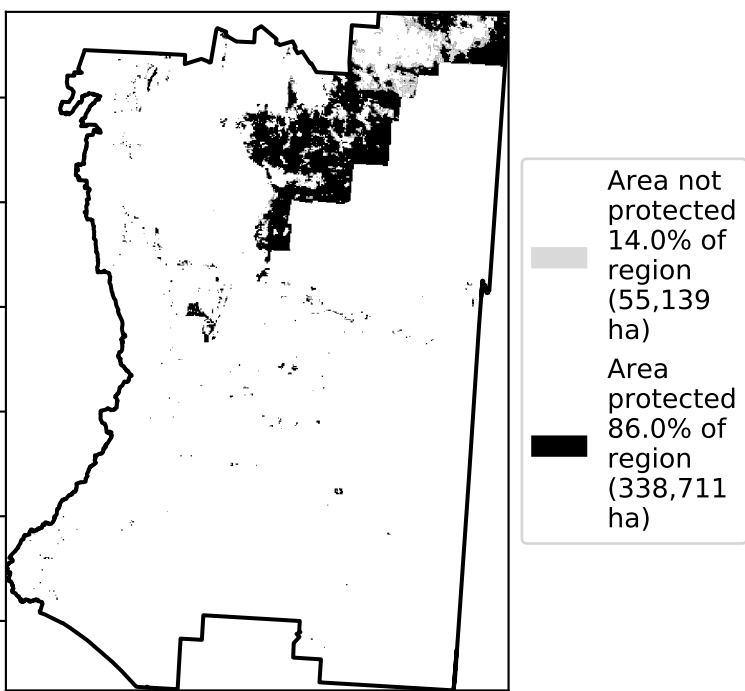 Area not
protected
14.0% of
region
(55,139
ha)
Area
protected
86.0% of
region
(338,711
ha)